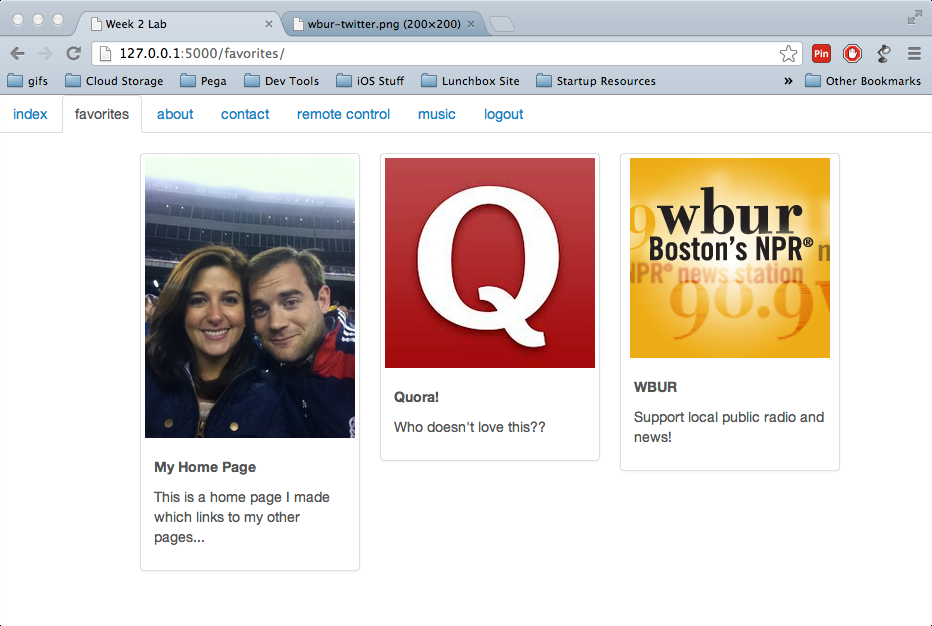 Week 2 Lab
wbur-twitter.png (200×200)
127.0.0.1:5000/favorites/
Pin
gifs
Cloud Storage
Pega
Dev Tools
iOS Stuff
Lunchbox Site
Startup Resources
»
Other Bookmarks
index
favorites
about
contact
remote control
music
logout
Q
wbur
Boston's NPR®
NPR® news station
90.9
My Home Page
This is a home page I made
which links to my other
pages...
Quora!
Who doesn't love this??
WBUR
Support local public radio and
news!